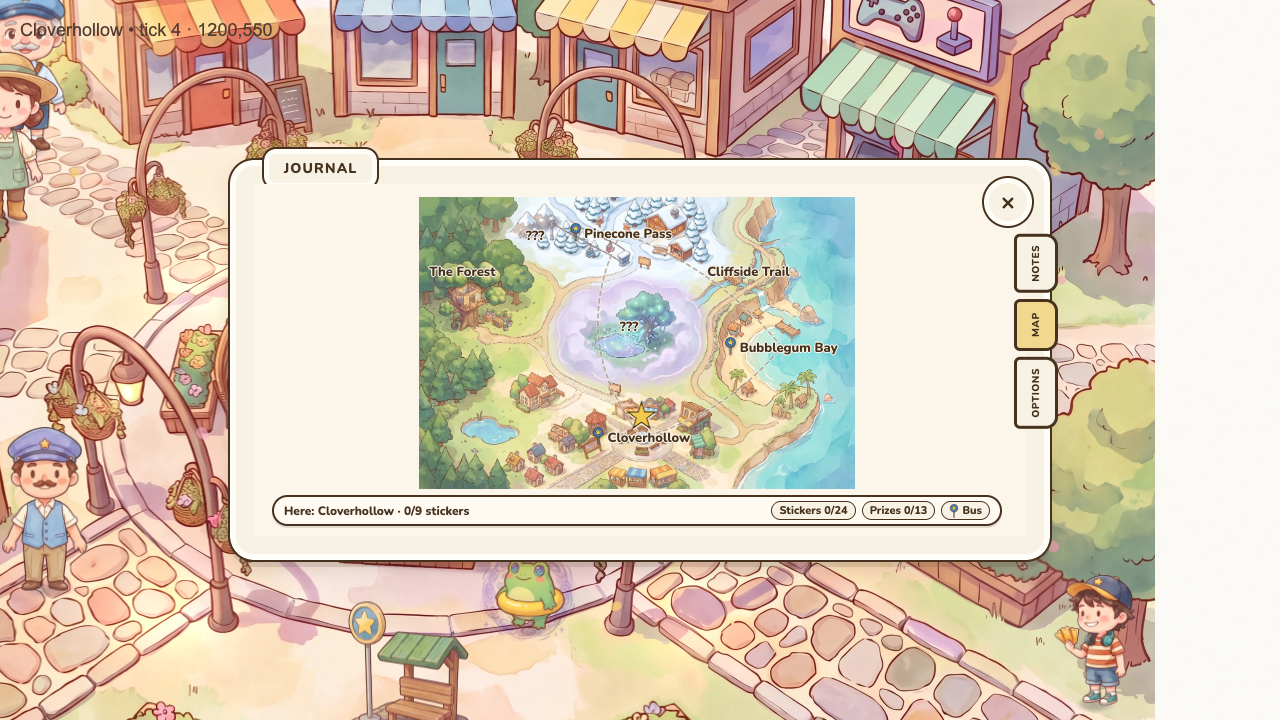 Cloverhollow • tick 4 · 1200,550
JOURNAL
×
NOTES
MAP
OPTIONS
??? Pinecone Pass
The Forest
Cliffside Trail
???
Bubblegum Bay
Cloverhollow
Here: Cloverhollow · 0/9 stickers
Stickers 0/24
Prizes 0/13
Bus